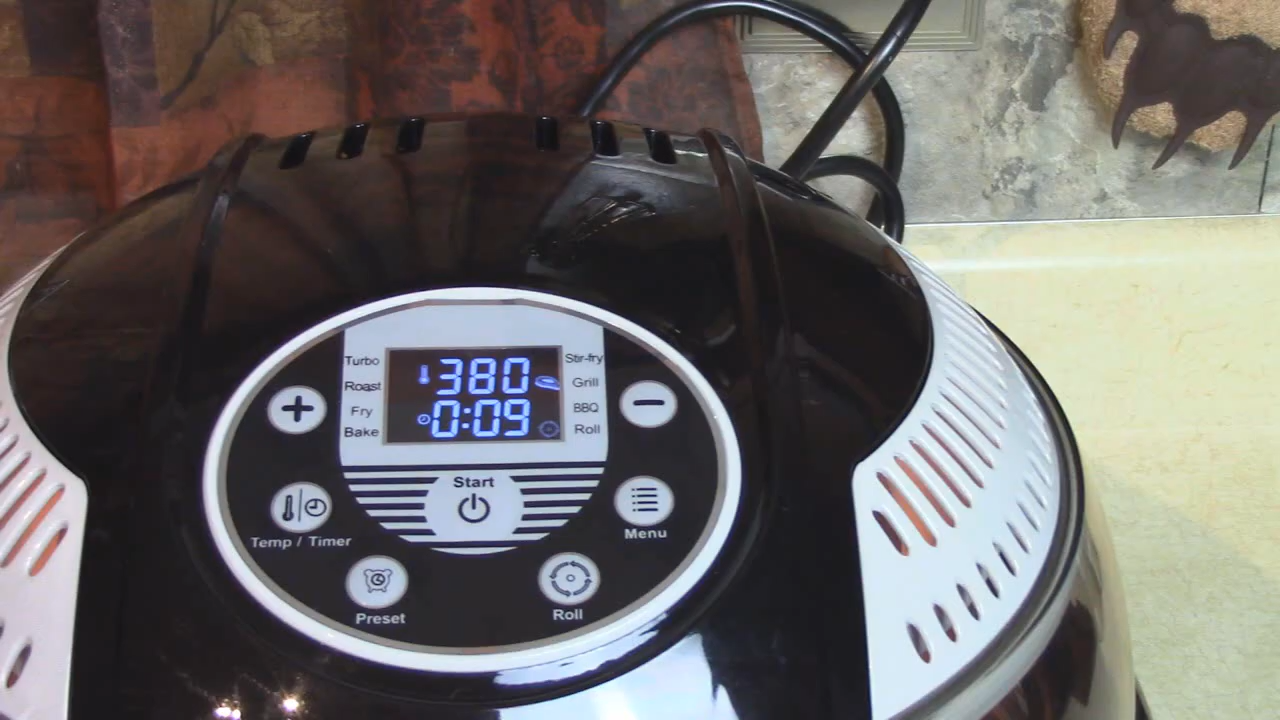 Turbo
Roast
Fry
Bake
380
0:09
Stir-fry
Grill
BBQ
Roll
Start
Temp / Timer
Menu
Preset
Roll